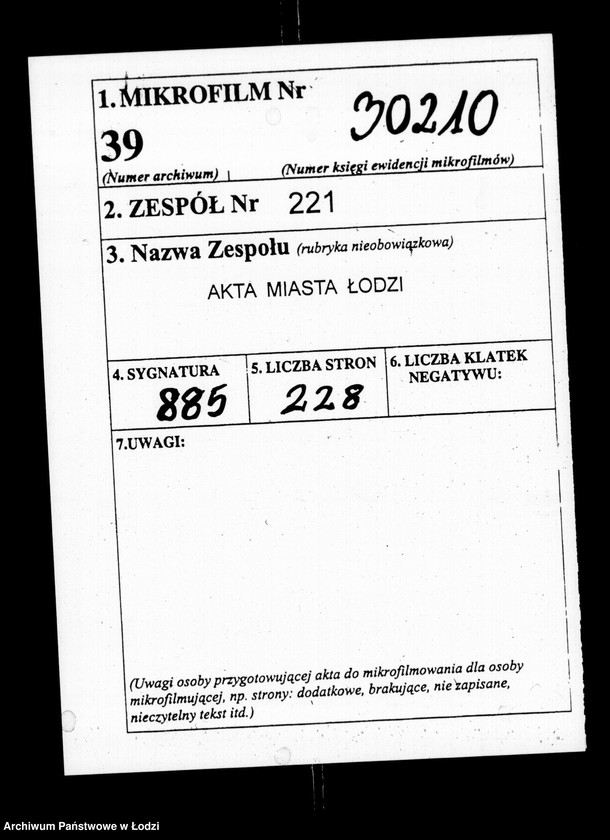 1. MIKROFILM Nr 30210
39
(Numer archiwum) (Numer księgi ewidencji mikrofilmów)
2. ZESPÓŁ Nr 221
3. Nazwa Zespołu (rubryka nieobowiązkowa)
AKTA MIASTA ŁODZI
4. SYGNATURA
885
5. LICZBA STRON
228
6. LICZBA KLATEK
NEGATYWU:
7.UWAGI:
(Uwagi osoby przygotowującej akta do mikrofilmowania dla osoby
mikrofilmującej, np. strony: dodatkowe, brakujące, nie zapisane,
nieczytelny tekst itd.)
Archiwum Państwowe w Łodzi